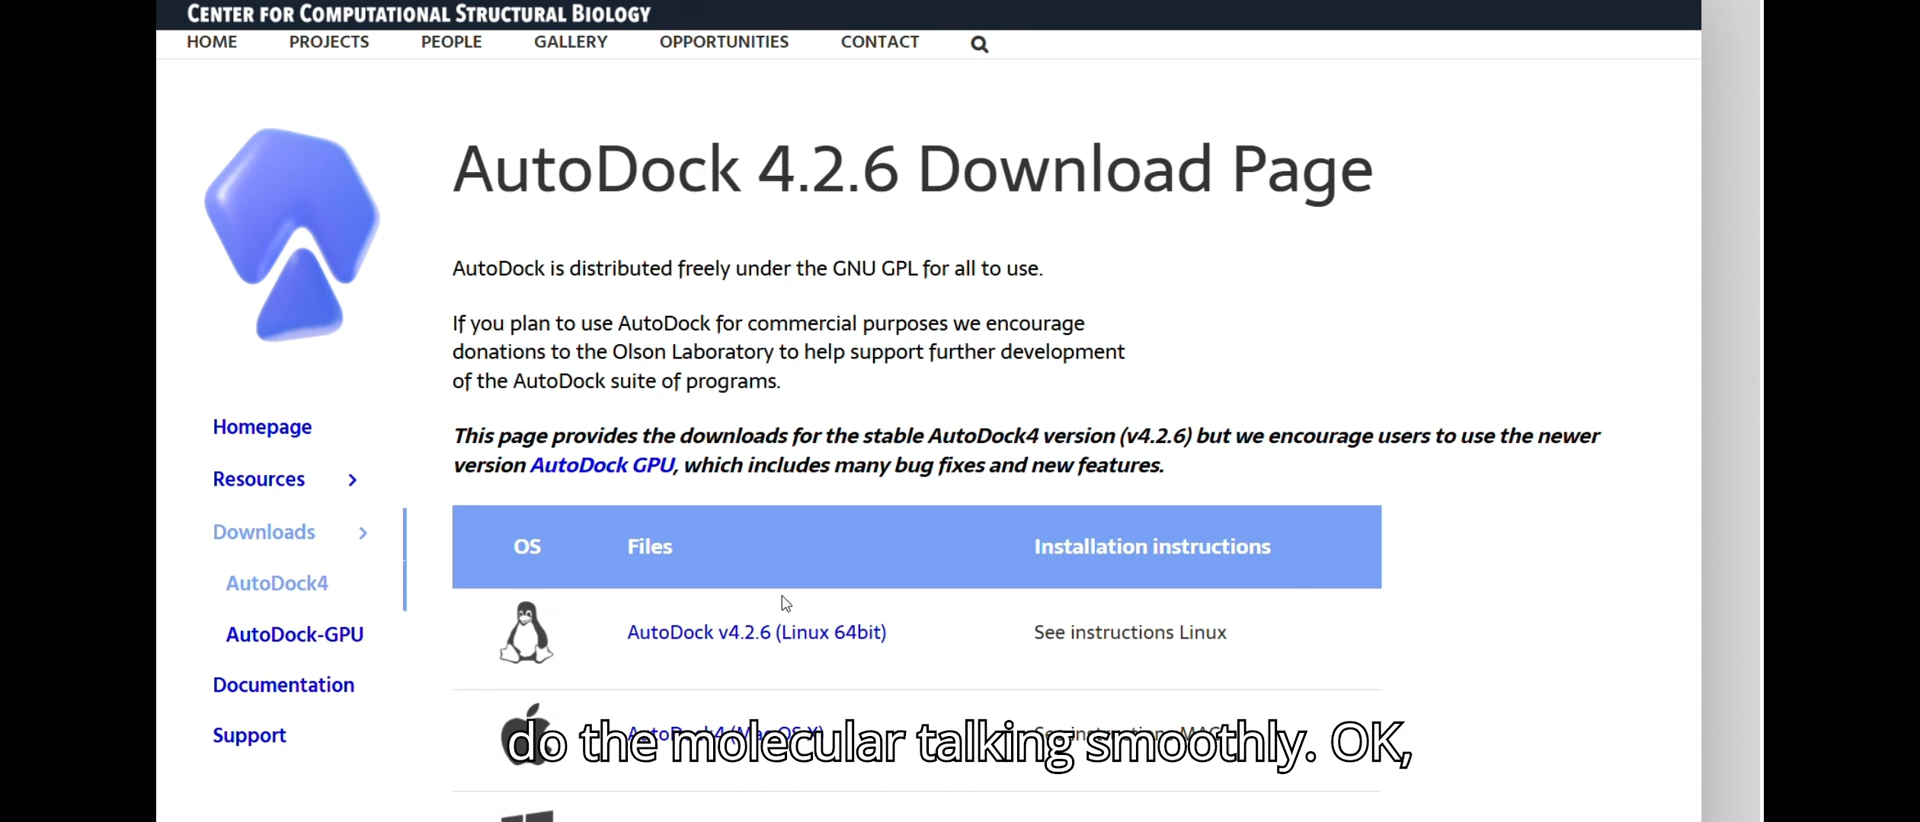 CENTER FOR COMPUTATIONAL STRUCTURAL BIOLOGY
HOME PROJECTS PEOPLE GALLERY OPPORTUNITIES CONTACT
AutoDock 4.2.6 Download Page
AutoDock is distributed freely under the GNU GPL for all to use.
If you plan to use AutoDock for commercial purposes we encourage
donations to the Olson Laboratory to help support further development
of the AutoDock suite of programs.
This page provides the downloads for the stable AutoDock4 version (v4.2.6) but we encourage users to use the newer
version AutoDock GPU, which includes many bug fixes and new features.
Homepage
Resources
Downloads
AutoDock4
AutoDock-GPU
Documentation
Support
OS Files Installation instructions
AutoDock v4.2.6 (Linux 64bit) See instructions Linux
AutoDock4 (Mac OS X) See instructions MAC
do the molecular talking smoothly. OK,